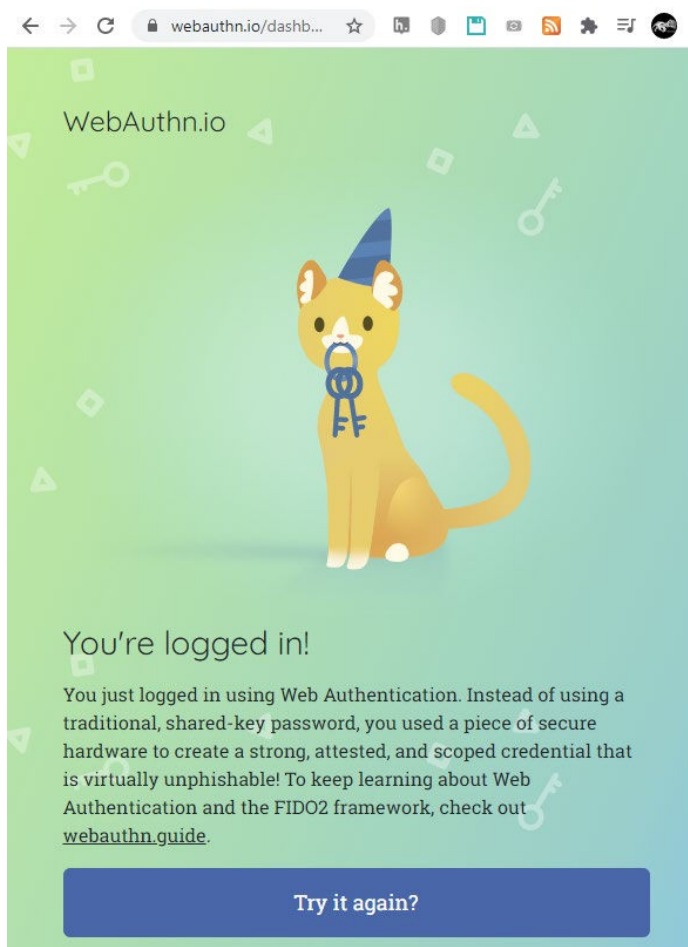 webauthn.io/dashb...
h.
WebAuthn.io
You're logged in!
You just logged in using Web Authentication. Instead of using a
traditional, shared-key password, you used a piece of secure
hardware to create a strong, attested, and scoped credential that
is virtually unphishable! To keep learning about Web
Authentication and the FIDO2 framework, check out
webauthn.guide.
Try it again?